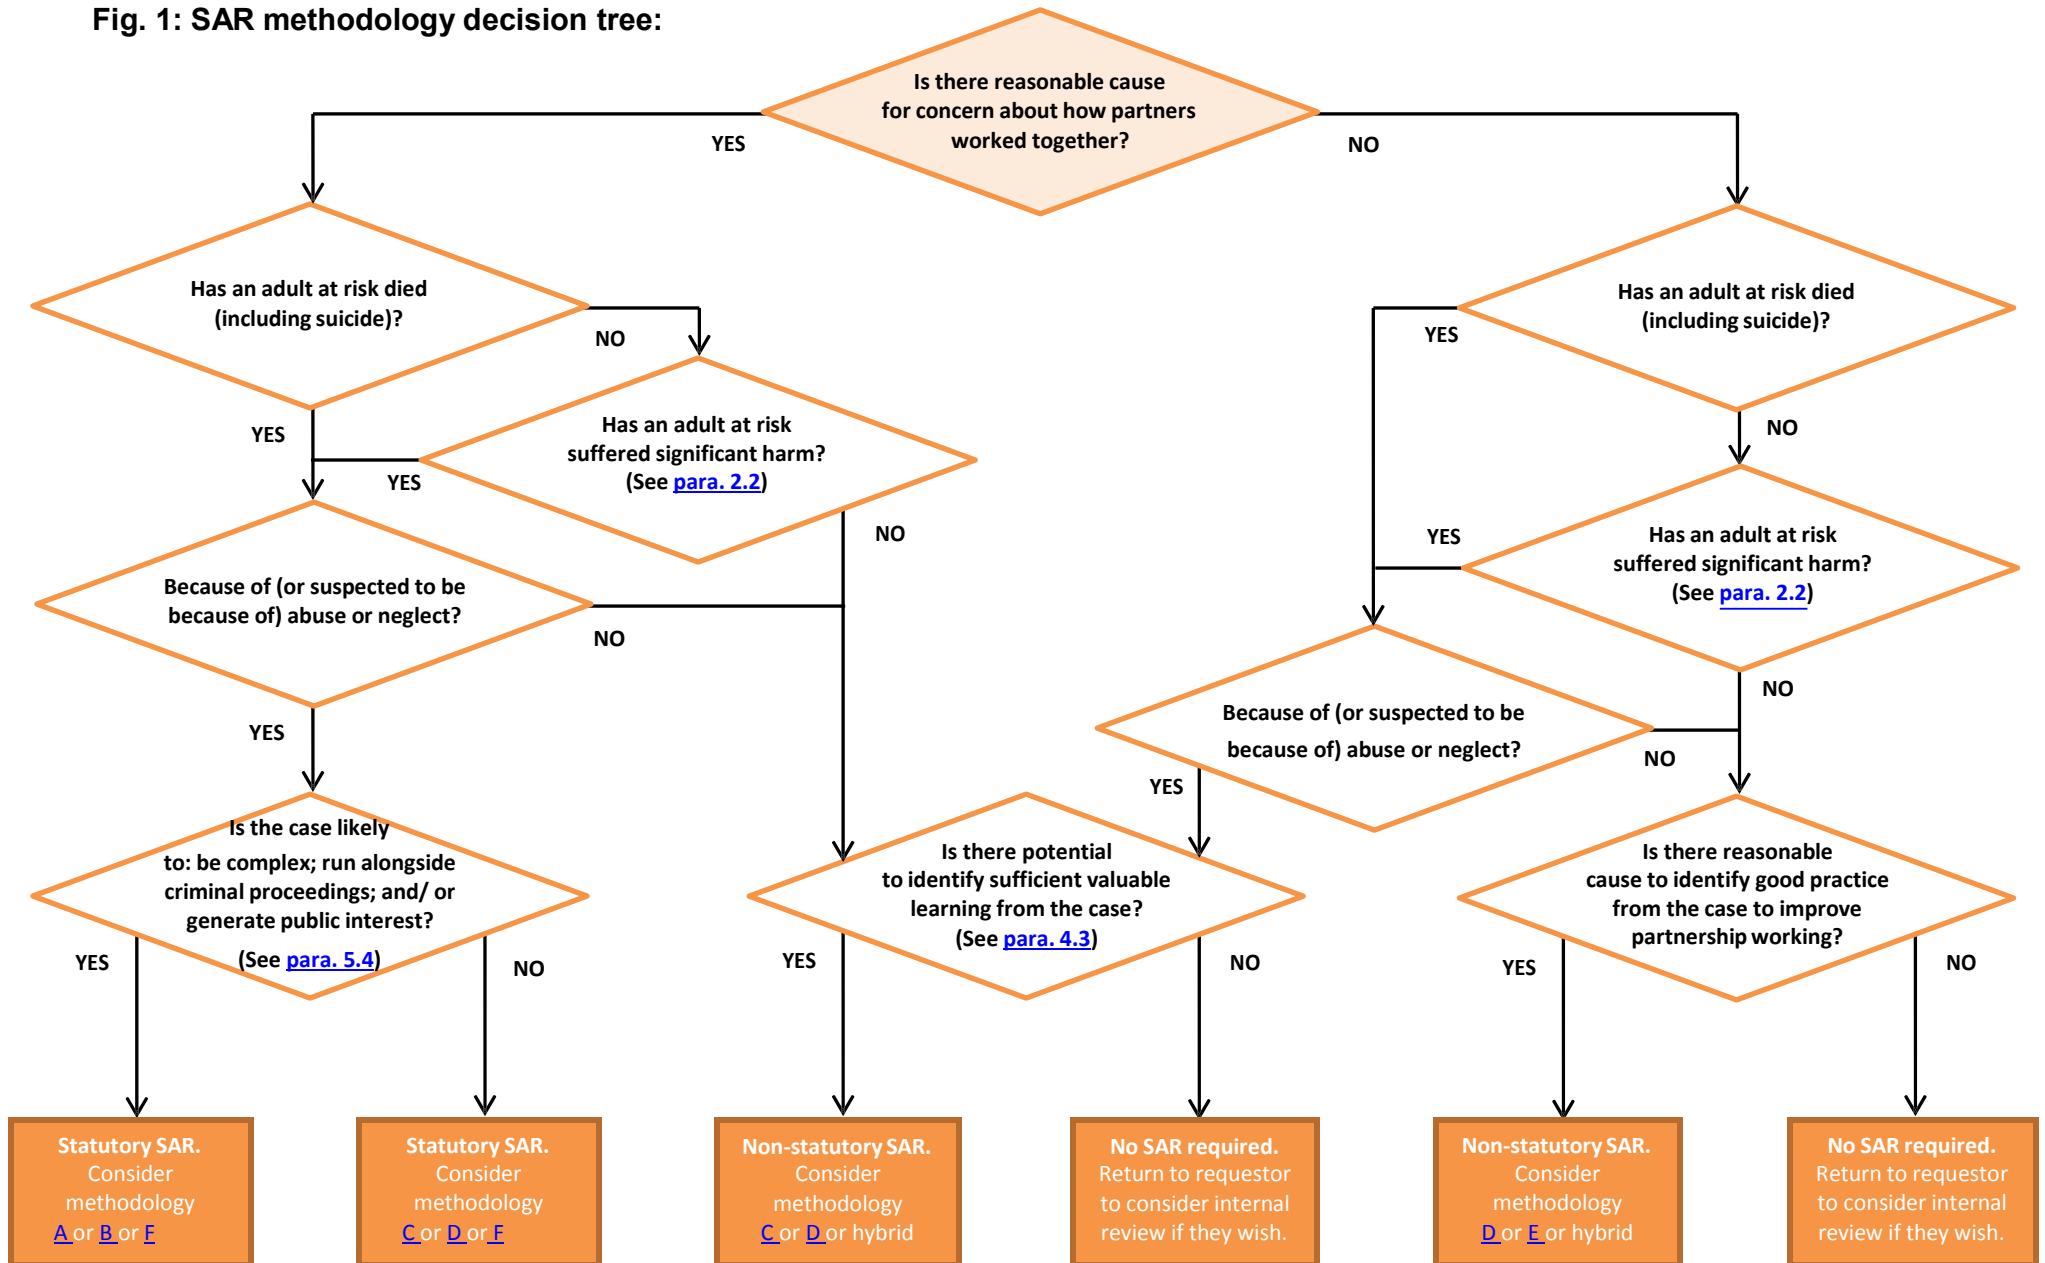 Fig. 1: SAR methodology decision tree:
Is there reasonable cause
for concern about how partners
worked together?
YES
NO
Has an adult at risk died
(including suicide)?
NO
YES
Has an adult at risk died
(including suicide)?
YES
NO
Has an adult at risk
suffered significant harm?
(See para. 2.2)
YES
NO
Has an adult at risk
suffered significant harm?
(See para. 2.2)
YES
NO
Because of (or suspected to be
because of) abuse or neglect?
NO
YES
Because of (or suspected to be
because of) abuse or neglect?
NO
YES
Is the case likely
to: be complex; run alongside
criminal proceedings; and/ or
generate public interest?
(See para. 5.4)
YES
NO
Is there potential
to identify sufficient valuable
learning from the case?
(See para. 4.3)
YES
NO
Is there reasonable
cause to identify good practice
from the case to improve
partnership working?
YES
NO
Statutory SAR.
Consider
methodology
A or B or F
Statutory SAR.
Consider
methodology
C or D or F
Non-statutory SAR.
Consider
methodology
C or D or hybrid
No SAR required.
Return to requestor
to consider internal
review if they wish.
Non-statutory SAR.
Consider
methodology
D or E or hybrid
No SAR required.
Return to requestor
to consider internal
review if they wish.